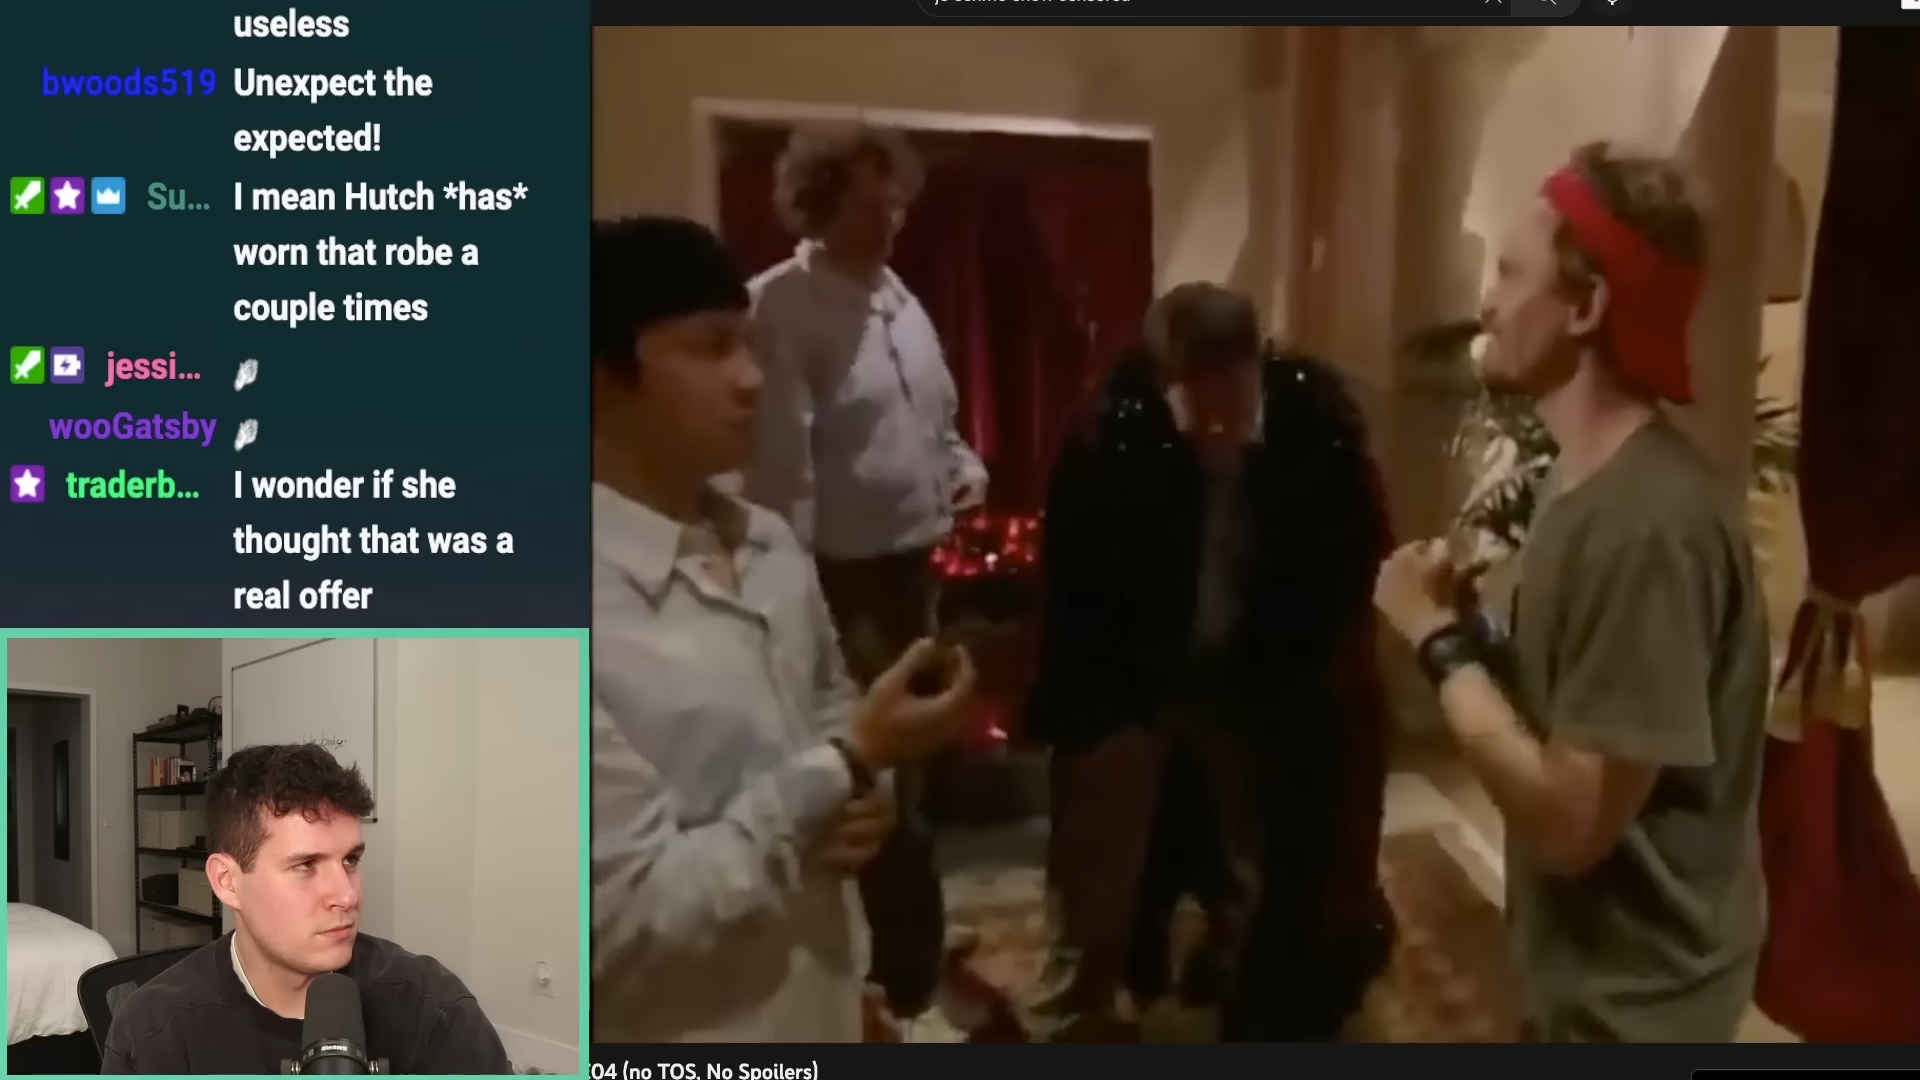 useless
bwoods519 Unexpect the
expected!
Su... I mean Hutch *has*
worn that robe a
couple times
jessi...
wooGatsby
traderb... I wonder if she
thought that was a
real offer
04 (no TOS, No Spoilers)